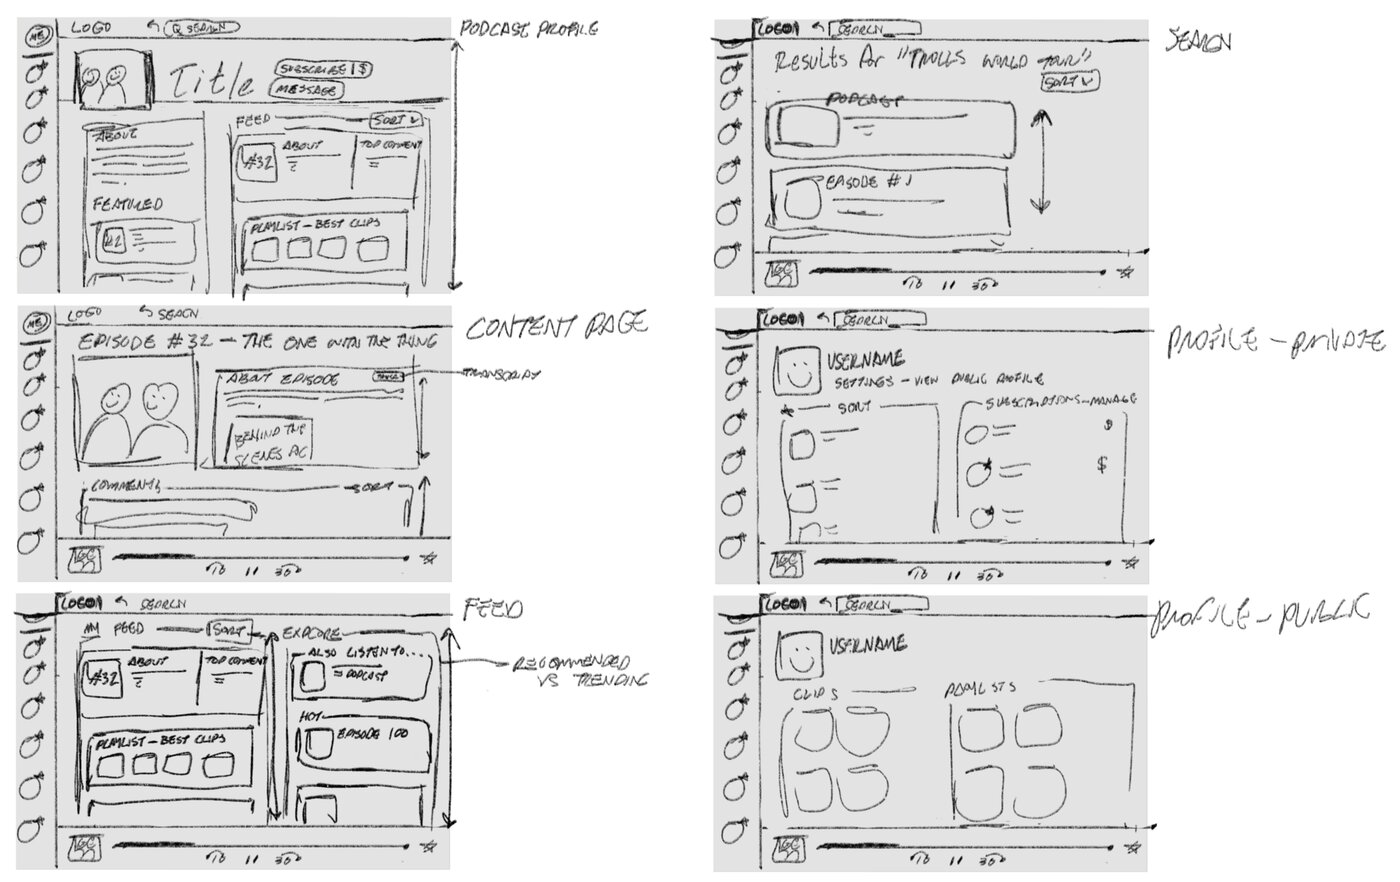 PODCAST PROFILE
ME
LOGO
SEARCH
Title
SUBSCRIBE | $
MESSAGE
ABOUT
FEATURED
#2
FEED
SORT
#32
ABOUT
TOP COMMENT
PLAYLIST - BEST CLIPS
CONTENT PAGE
ME
LOGO
SEARCH
EPISODE #32 - THE ONE WITH THE THING
ABOUT EPISODE
TRANSCRIPT
BEHIND THE
SCENES PIC
COMMENTS
SORT
10 II 30
FEED
LOGO
SEARCH
MY FEED
SORT
#32
ABOUT
TOP COMMENT
PLAYLIST - BEST CLIPS
EXPLORE
ALSO LISTEN TO...
PODCAST
HOT
EPISODE 100
RECOMMENDED
VS TRENDING
10 II 30
SEARCH
LOGO
SEARCH
Results for "TROLLS WORLD TOUR"
SORT
PODCAST
EPISODE #1
10 II 30
PROFILE - PRIVATE
LOGO
SEARCH
USERNAME
SETTINGS - VIEW PUBLIC PROFILE
SORT
SUBSCRIPTIONS - MANAGE
$
$
10 II 30
PROFILE - PUBLIC
LOGO
SEARCH
USERNAME
CLIPS
PLAYLISTS
10 II 30